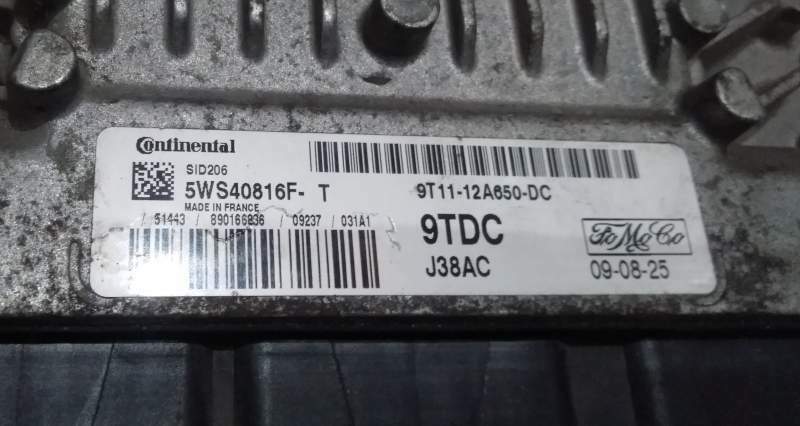 Continental
SID206
5WS40816F- T
MADE IN FRANCE
/ 51443 / 890166836 / 09237 / 031A1 /
9T11-12A650-DC
9TDC
J38AC
FoMoCo
09-08-25